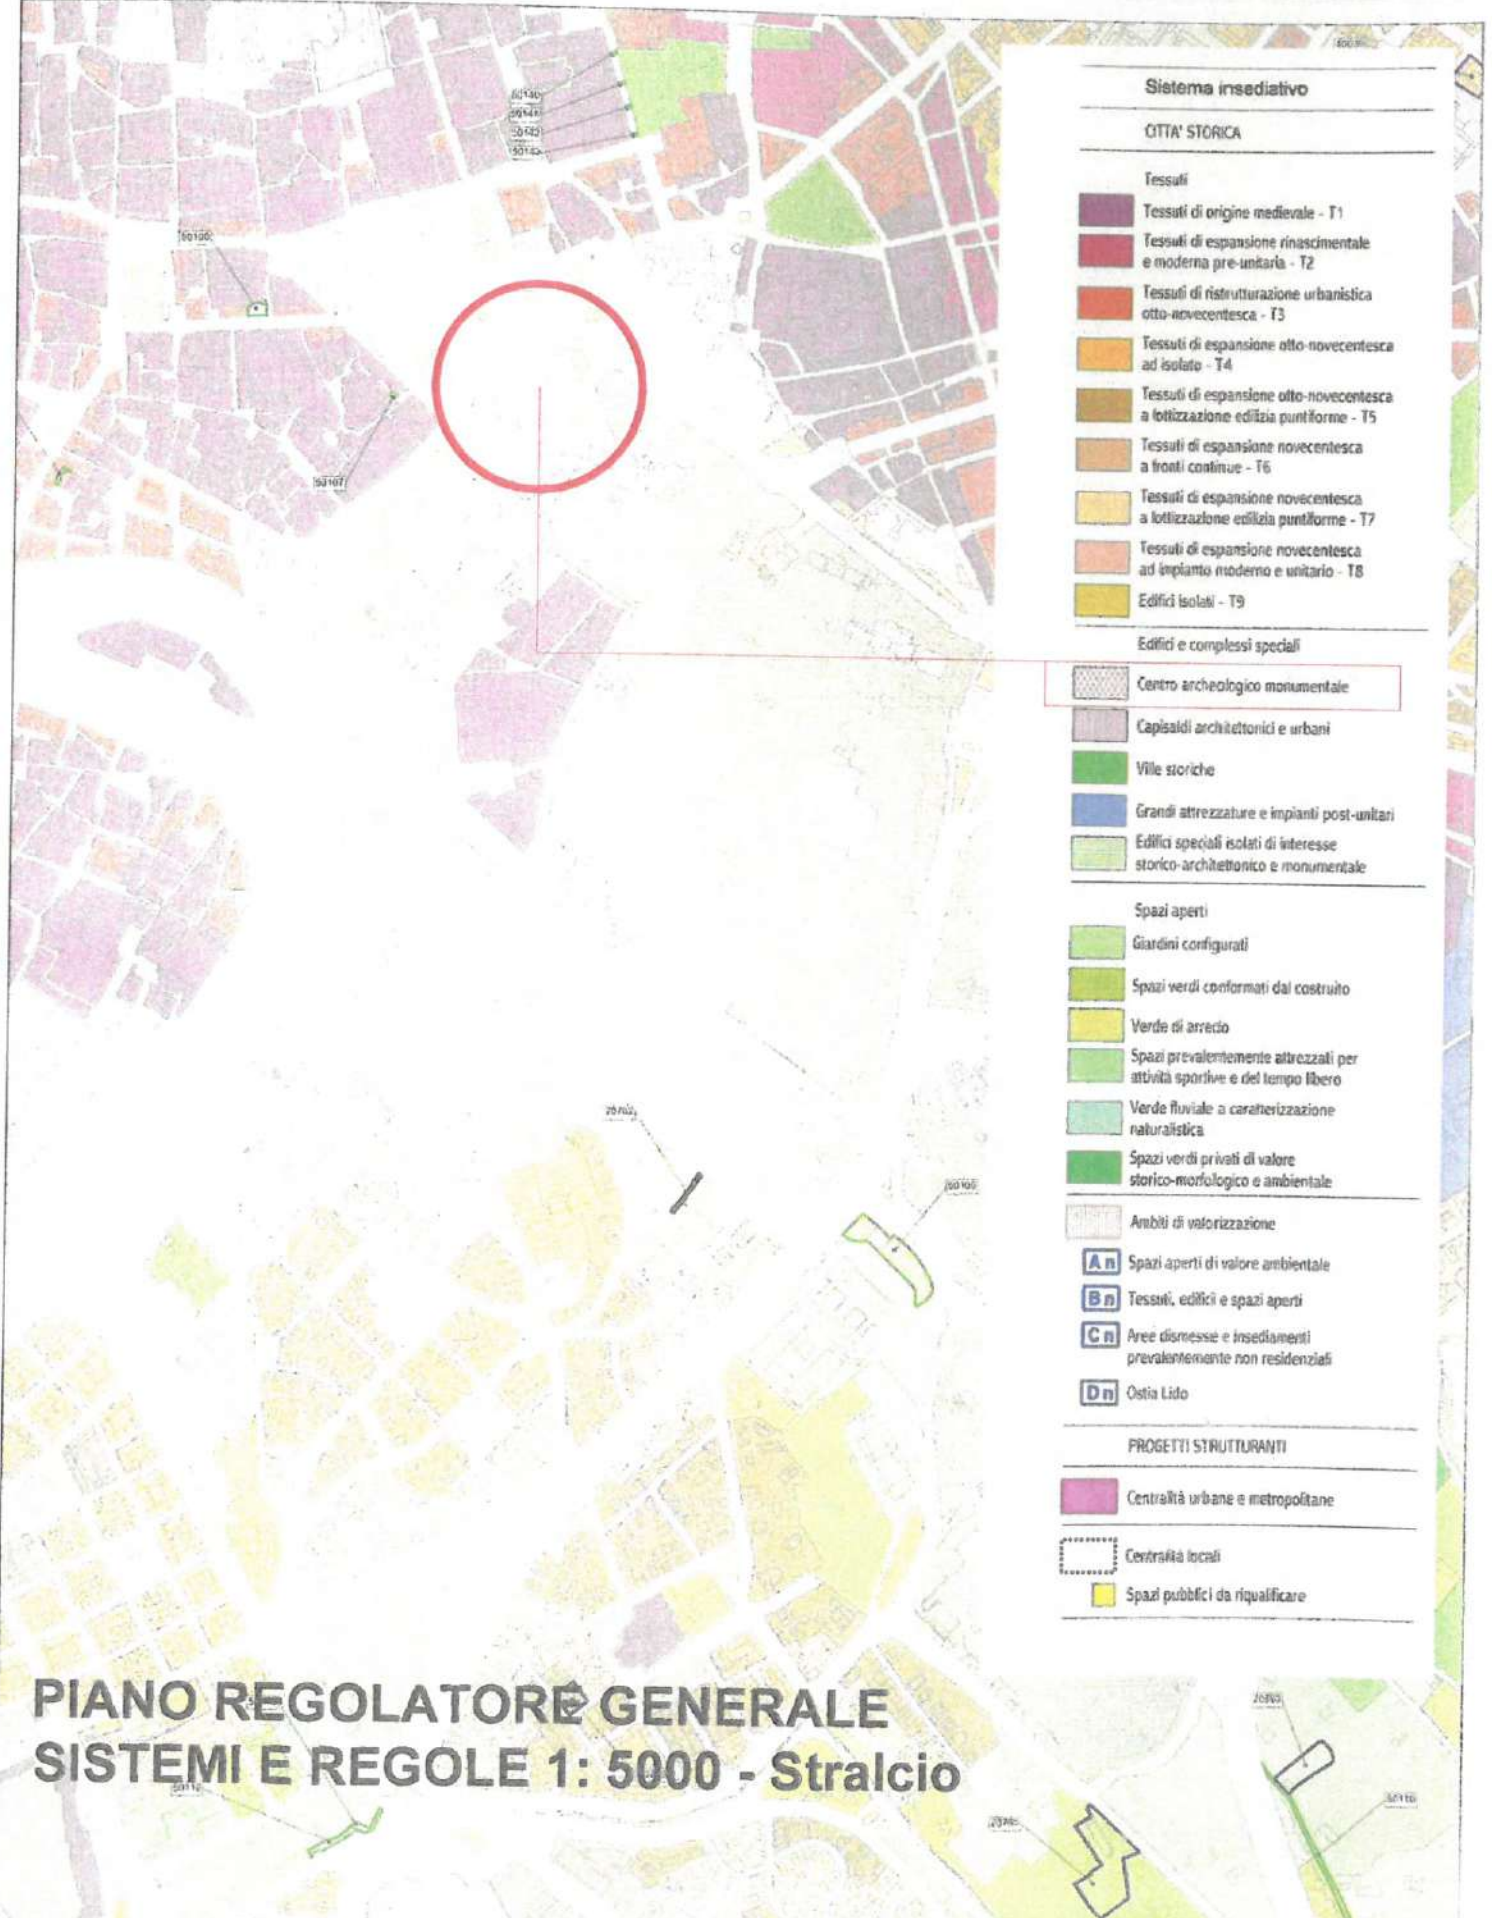 Sistema insediativo
CITTA' STORICA
Tessuti
Tessuti di origine medievale - T1
Tessuti di espansione rinascimentale
e moderna pre-unitaria - T2
Tessuti di ristrutturazione urbanistica
otto-novecentesca - T3
Tessuti di espansione otto-novecentesca
ad isolato - T4
Tessuti di espansione otto-novecentesca
a lottizzazione edilizia puntiforme - T5
Tessuti di espansione novecentesca
a fronti continue - T6
Tessuti di espansione novecentesca
a lottizzazione edilizia puntiforme - T7
Tessuti di espansione novecentesca
ad impianto moderno e unitario - T8
Edifici isolati - T9
Edifici e complessi speciali
Centro archeologico monumentale
Capisaldi architettonici e urbani
Ville storiche
Grandi attrezzature e impianti post-unitari
Edifici speciali isolati di interesse
storico-architettonico e monumentale
Spazi aperti
Giardini configurati
Spazi verdi conformati dal costruito
Verde di arredo
Spazi prevalentemente attrezzati per
attività sportive e del tempo libero
Verde fluviale a caratterizzazione
naturalistica
Spazi verdi privati di valore
storico-morfologico e ambientale
Ambiti di valorizzazione
An Spazi aperti di valore ambientale
Bn Tessuti, edifici e spazi aperti
Cn Aree dismesse e insediamenti
prevalentemente non residenziali
Dn Ostia Lido
PROGETTI STRUTTURANTI
Centralità urbane e metropolitane
Centralità locali
Spazi pubblici da riqualificare
50140
50141
50142
50143
50107
PIANO REGOLATORE GENERALE
SISTEMI E REGOLE 1: 5000 - Stralcio